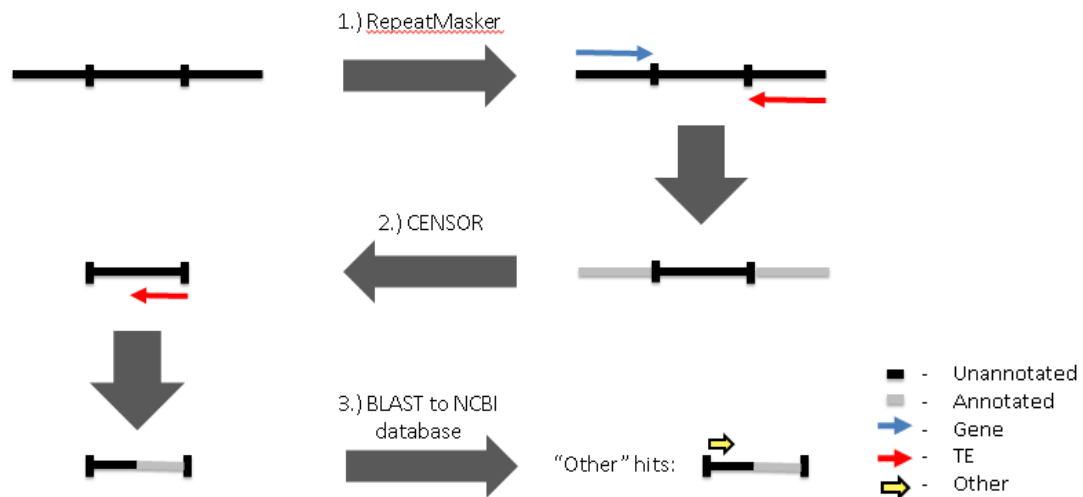 1.) RepeatMasker
2.) CENSOR
3.) BLAST to NCBI
database
"Other" hits:
- Unannotated
- Annotated
- Gene
- TE
- Other